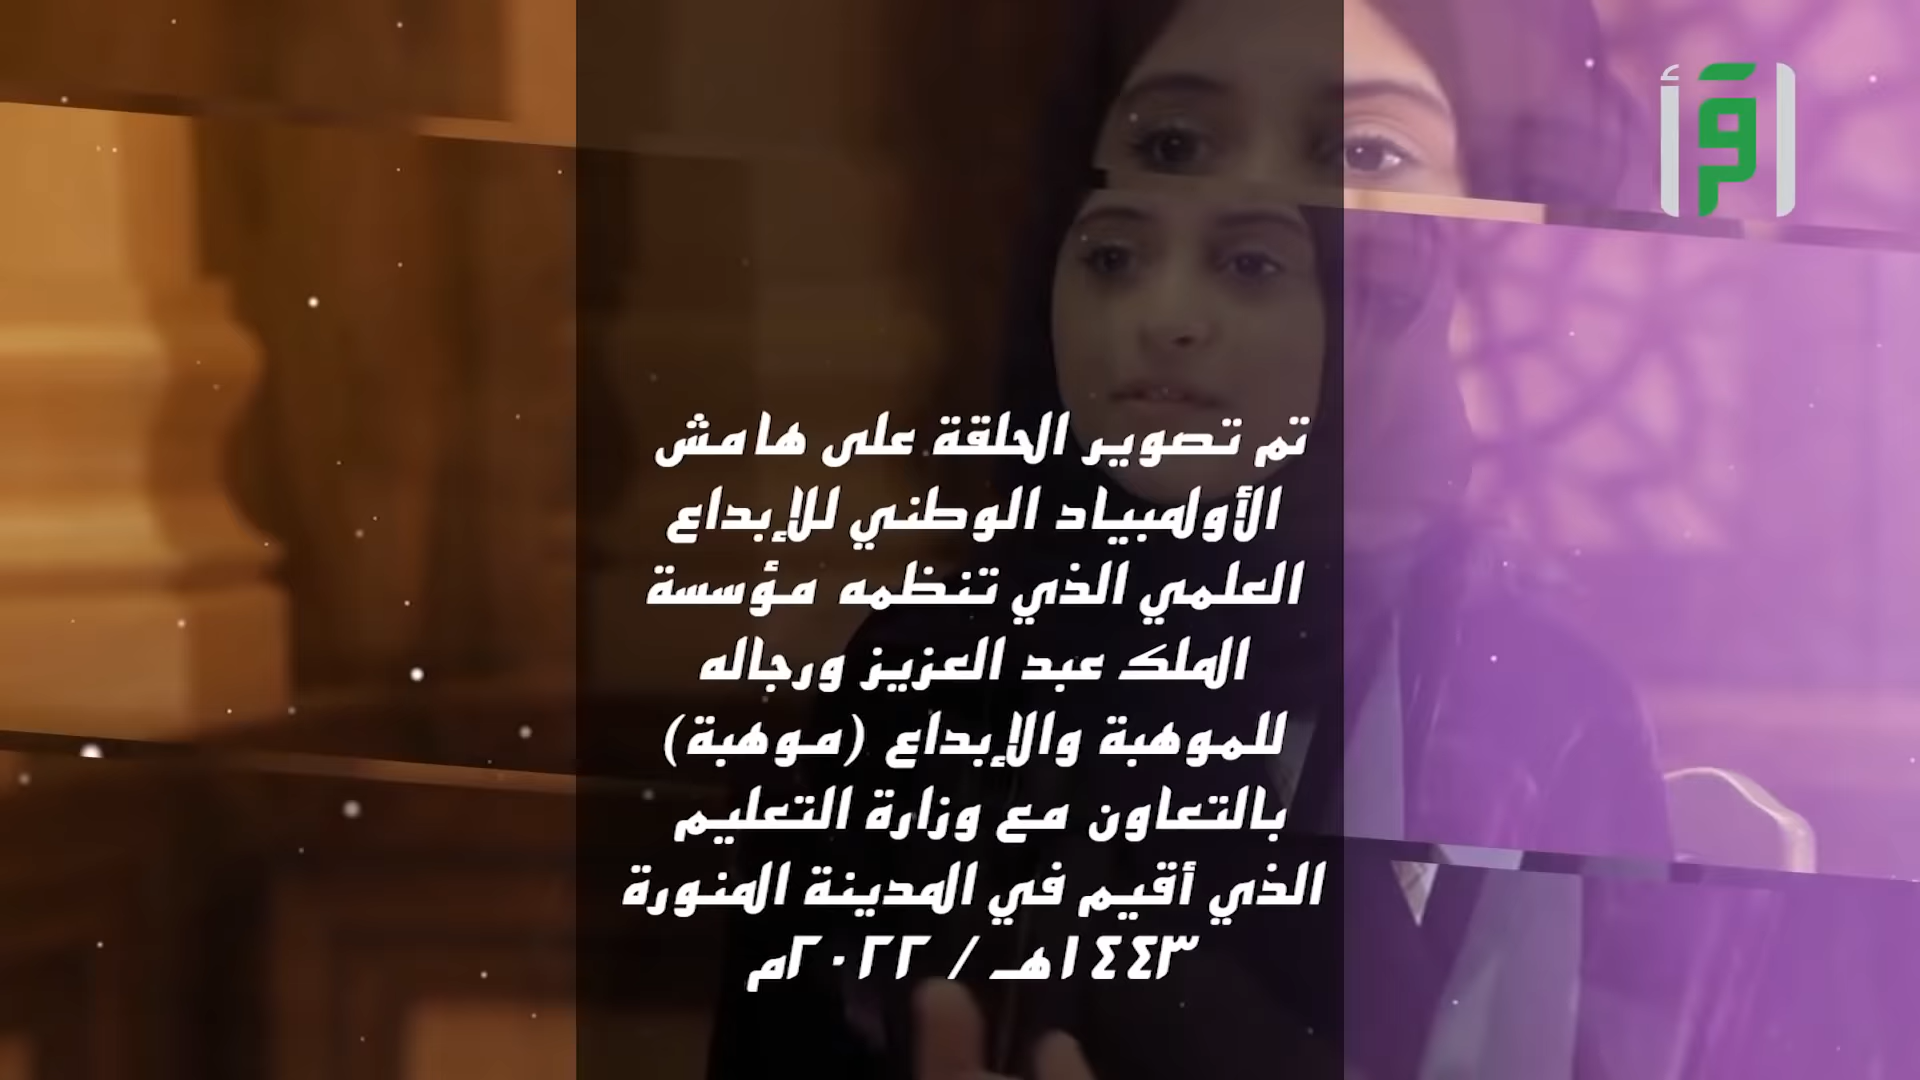 اقرأ
تم تصوير الحلقة على هامش
الأولمبياد الوطني للإبداع
العلمي الذي تنظمه مؤسسة
الملك عبد العزيز ورجاله
للموهبة والإبداع (موهبة)
بالتعاون مع وزارة التعليم
الذي أقيم في المدينة المنورة
١٤٤٣هـ / ٢٠٢٢م